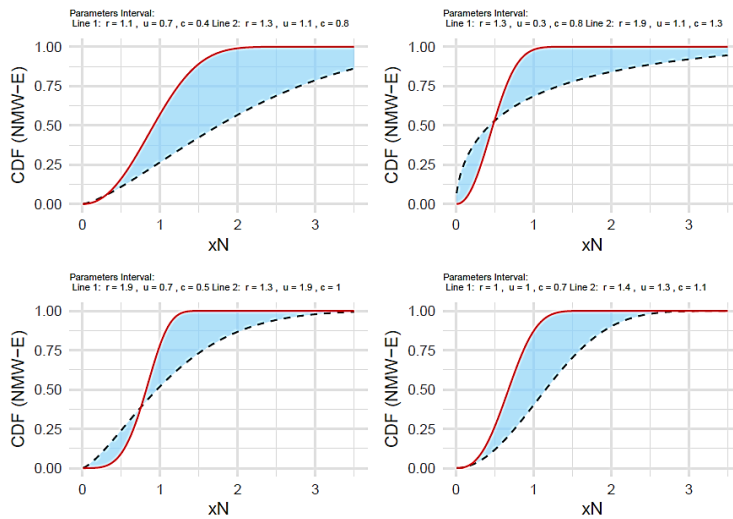 Parameters Interval:
Line 1: r = 1.1 , u = 0.7 , c = 0.4 Line 2: r = 1.3 , u = 1.1 , c = 0.8
CDF (NMW−E)
1.00
0.75
0.50
0.25
0.00
0 1 2 3
xN
Parameters Interval:
Line 1: r = 1.3 , u = 0.3 , c = 0.8 Line 2: r = 1.9 , u = 1.1 , c = 1.3
CDF (NMW−E)
1.00
0.75
0.50
0.25
0.00
0 1 2 3
xN
Parameters Interval:
Line 1: r = 1.9 , u = 0.7 , c = 0.5 Line 2: r = 1.3 , u = 1.9 , c = 1
CDF (NMW−E)
1.00
0.75
0.50
0.25
0.00
0 1 2 3
xN
Parameters Interval:
Line 1: r = 1 , u = 1 , c = 0.7 Line 2: r = 1.4 , u = 1.3 , c = 1.1
CDF (NMW−E)
1.00
0.75
0.50
0.25
0.00
0 1 2 3
xN